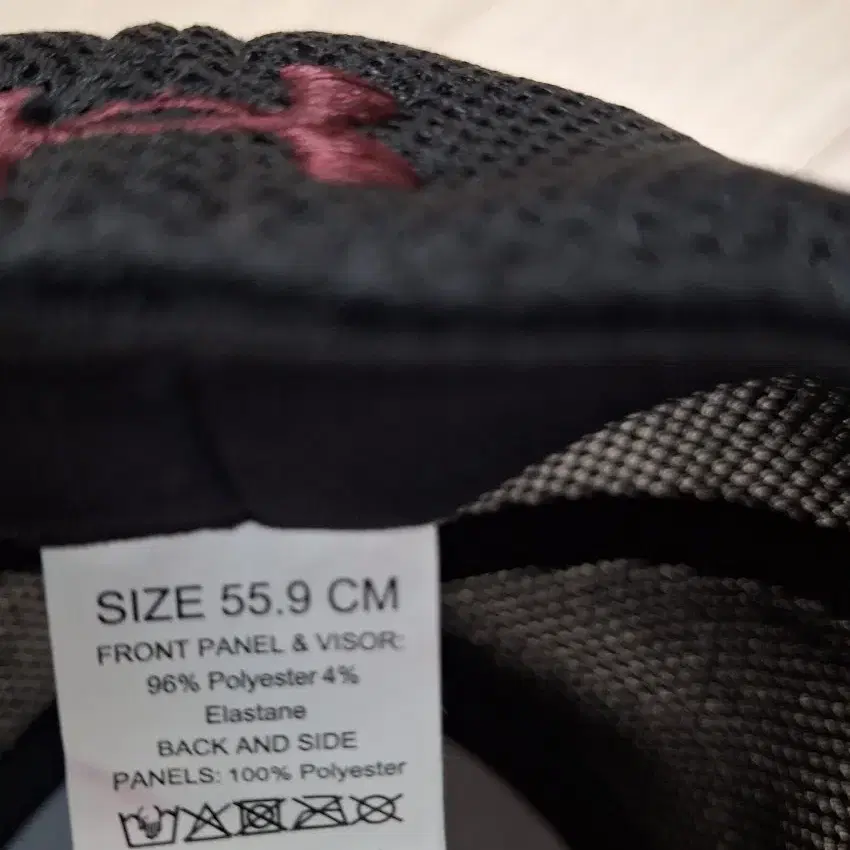 SIZE 55.9 CM
FRONT PANEL & VISOR:
96% Polyester 4%
Elastane
BACK AND SIDE
PANELS: 100% Polyester